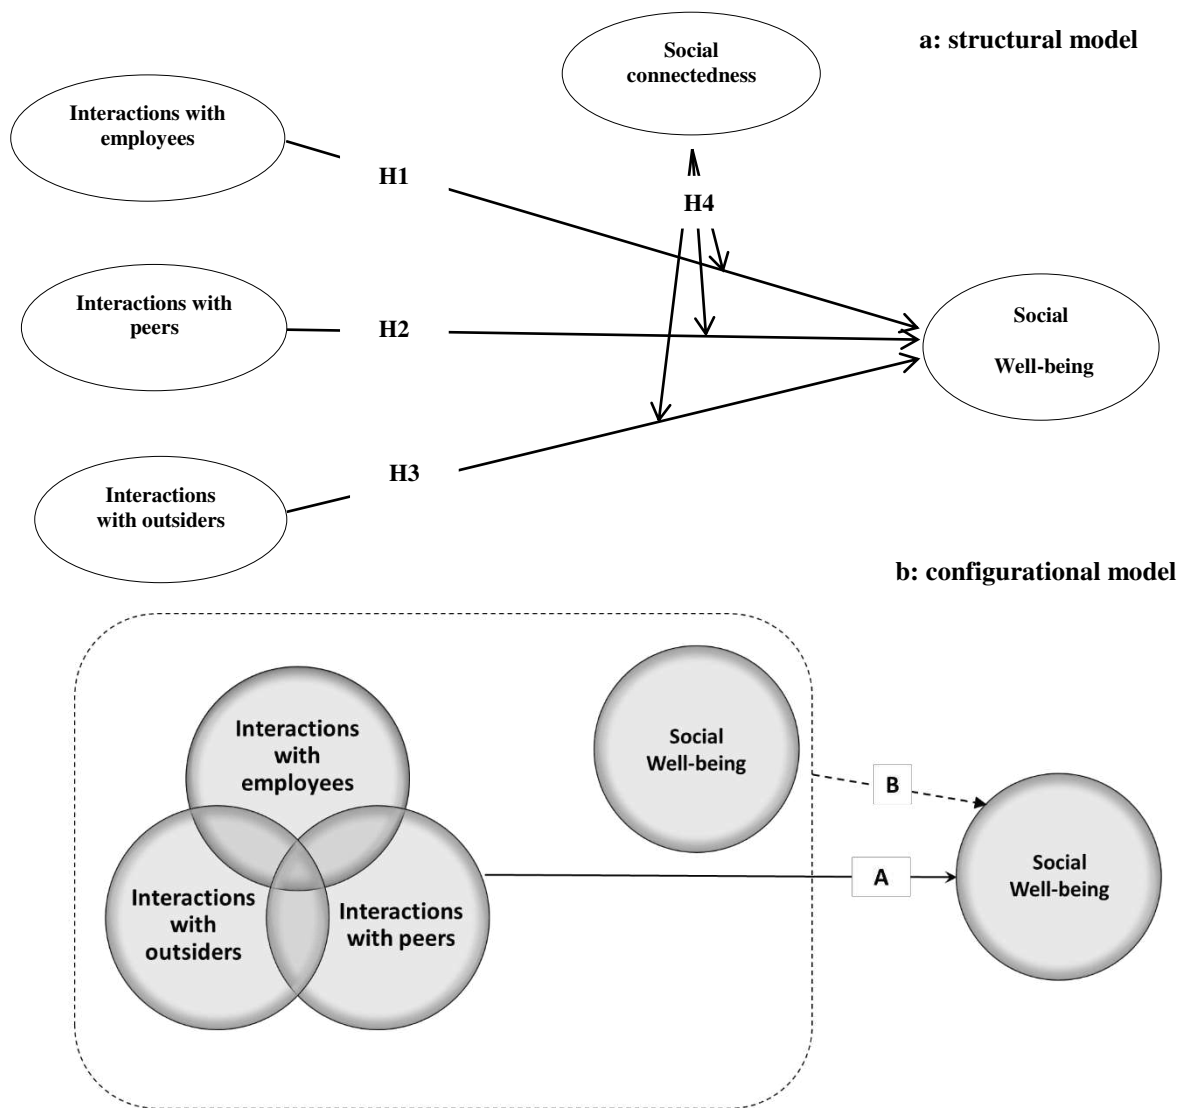 a: structural model
Social
connectedness
Interactions with
employees
H1
H4
Interactions with
peers
H2
Social
Well-being
H3
Interactions
with outsiders
b: configurational model
Interactions
with
employees
Social
Well-being
B
A
Social
Well-being
Interactions
with
outsiders
Interactions
with peers